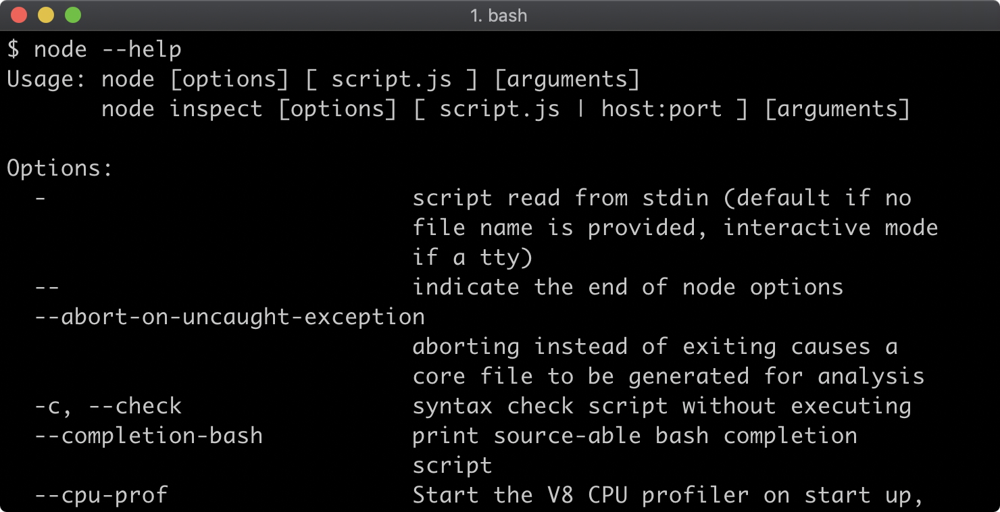 1. bash
$ node --help
Usage: node [options] [ script.js ] [arguments]
       node inspect [options] [ script.js | host:port ] [arguments]

Options:
  -                         script read from stdin (default if no
                              file name is provided, interactive mode
                              if a tty)
  --                        indicate the end of node options
  --abort-on-uncaught-exception
                              aborting instead of exiting causes a
                              core file to be generated for analysis
  -c, --check                 syntax check script without executing
  --completion-bash           print source-able bash completion
                              script
  --cpu-prof                  Start the V8 CPU profiler on start up,